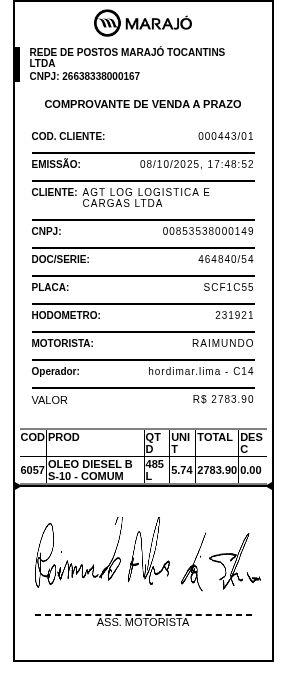 MARAJÓ
REDE DE POSTOS MARAJÓ TOCANTINS
LTDA
CNPJ: 26638338000167
COMPROVANTE DE VENDA A PRAZO
COD. CLIENTE: 000443/01
EMISSÃO: 08/10/2025, 17:48:52
CLIENTE: AGT LOG LOGISTICA E
CARGAS LTDA
CNPJ: 00853538000149
DOC/SERIE: 464840/54
PLACA: SCF1C55
HODOMETRO: 231921
MOTORISTA: RAIMUNDO
Operador: hordimar.lima - C14
VALOR R$ 2783.90
COD PROD QT UNI TOTAL DES
D T C
6057 OLEO DIESEL B 485 5.74 2783.90 0.00
S-10 - COMUM L
Raimundo Alves da Silva
ASS. MOTORISTA